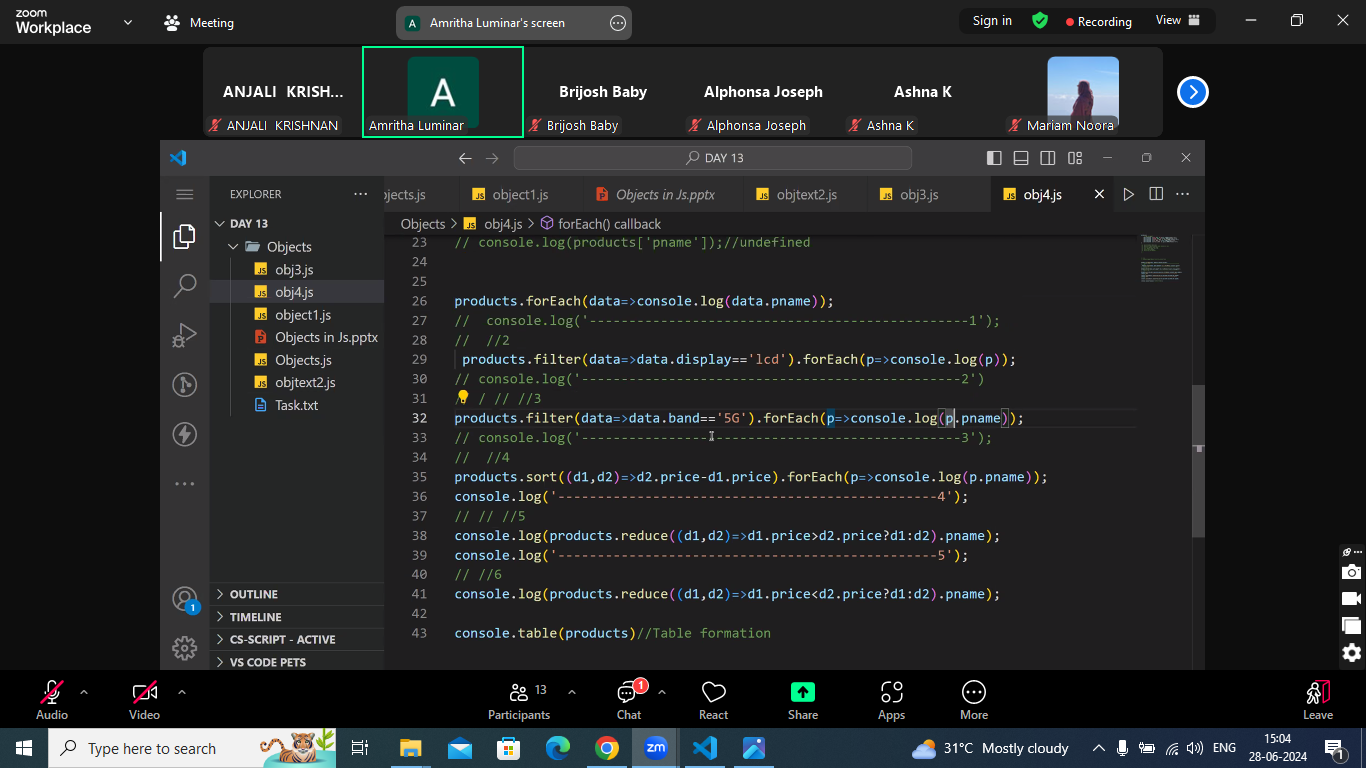 zoom
Workplace
Meeting
Amritha Luminar's screen
Sign in
Recording
View
ANJALI KRISH...
A
Brijosh Baby
Alphonsa Joseph
Ashna K
ANJALI KRISHNAN
Amritha Luminar
Brijosh Baby
Alphonsa Joseph
Ashna K
Mariam Noora
DAY 13
EXPLORER
bjects.js
object1.js
Objects in Js.pptx
objtext2.js
obj3.js
obj4.js
DAY 13
Objects
obj3.js
obj4.js
object1.js
Objects in Js.pptx
Objects.js
objtext2.js
Task.txt
OUTLINE
TIMELINE
CS-SCRIPT - ACTIVE
VS CODE PETS
1
Objects > obj4.js > forEach() callback
23 // console.log(products['pname']);//undefined
24
25
26 products.forEach(data=>console.log(data.pname));
27 //  console.log('-----------------------------------------------1');
28 //  //2
29  products.filter(data=>data.display=='lcd').forEach(p=>console.log(p));
30 // console.log('-----------------------------------------------2')
31 / / // //3
32 products.filter(data=>data.band=='5G').forEach(p=>console.log(p.pname));
33 // console.log('-----------------------------------------------3');
34 //  //4
35 products.sort((d1,d2)=>d2.price-d1.price).forEach(p=>console.log(p.pname));
36 console.log('-----------------------------------------------4');
37 // // //5
38 console.log(products.reduce((d1,d2)=>d1.price>d2.price?d1:d2).pname);
39 console.log('-----------------------------------------------5');
40 // //6
41 console.log(products.reduce((d1,d2)=>d1.price<d2.price?d1:d2).pname);
42
43 console.table(products)//Table formation
Audio
Video
Participants
13
Chat
1
React
Share
Apps
More
Leave
Type here to search
zm
31°C Mostly cloudy
ENG
15:04
28-06-2024
1